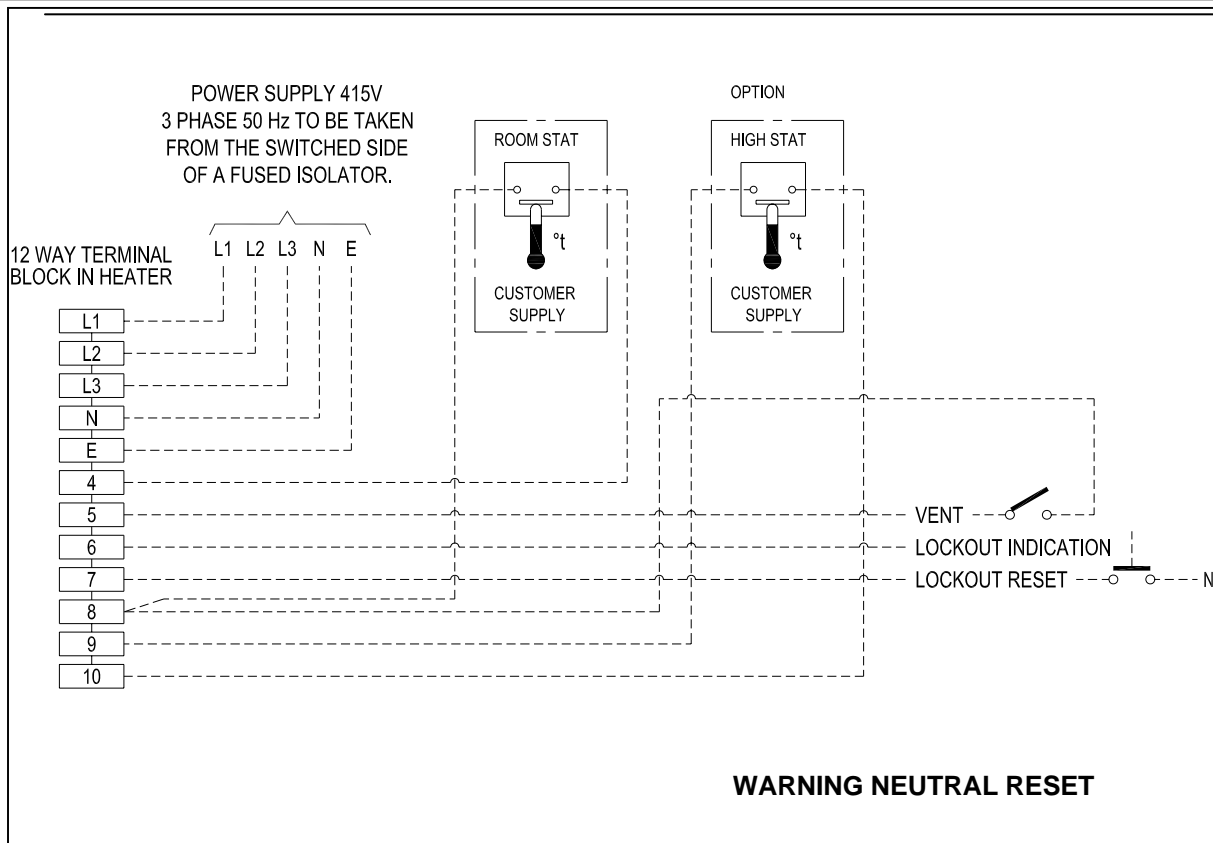 POWER SUPPLY 415V
3 PHASE 50 Hz TO BE TAKEN
FROM THE SWITCHED SIDE
OF A FUSED ISOLATOR.
OPTION
ROOM STAT
HIGH STAT
°t
°t
CUSTOMER
SUPPLY
CUSTOMER
SUPPLY
12 WAY TERMINAL
BLOCK IN HEATER
L1 L2 L3 N E
L1
L2
L3
N
E
4
5
VENT
6
LOCKOUT INDICATION
7
LOCKOUT RESET
N
8
9
10
WARNING NEUTRAL RESET